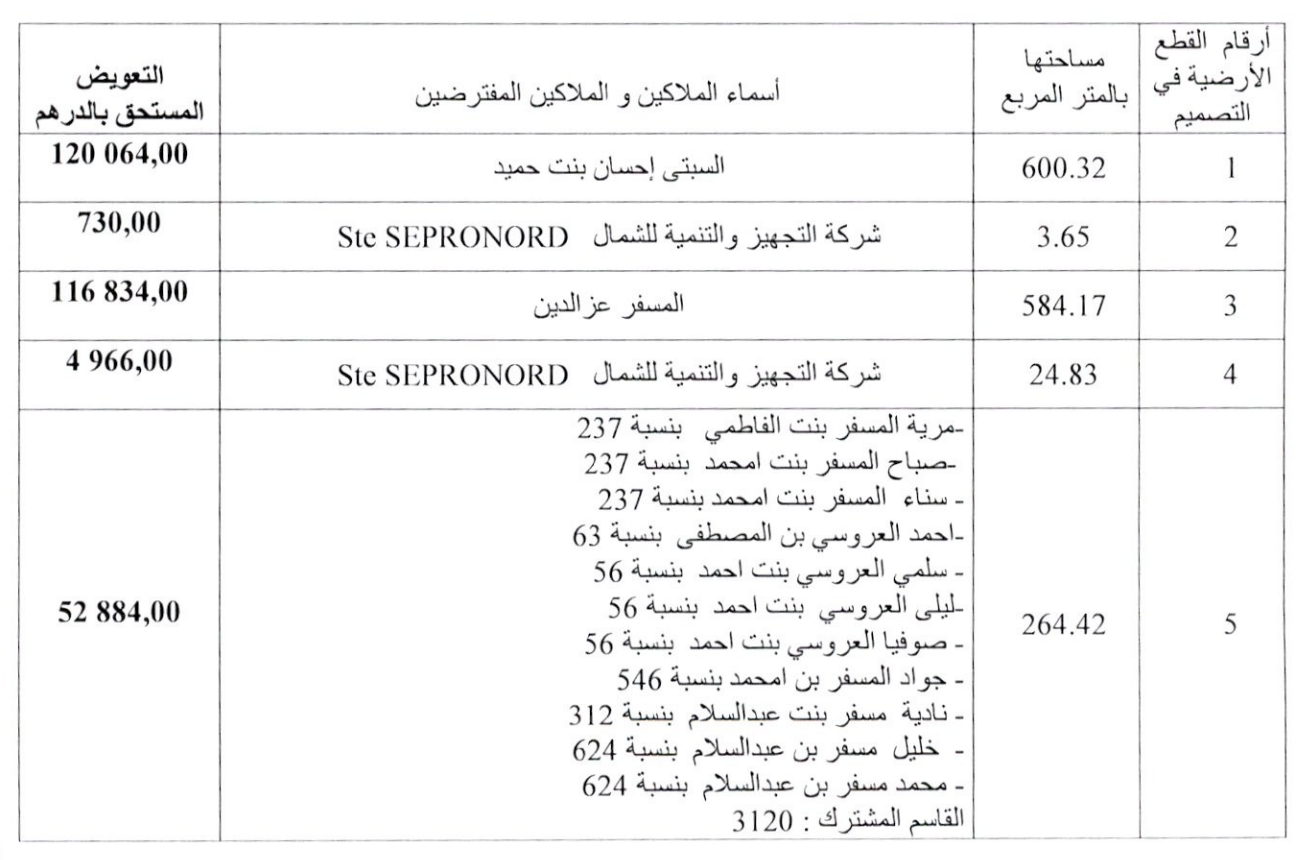 أرقام القطع الأرضية في التصميم	مساحتها بالمتر المربع	أسماء الملاكين و الملاكين المفترضين	التعويض المستحق بالدرهم
1	600.32	السبتى إحسان بنت حميد	120 064,00
2	3.65	شركة التجهيز والتنمية للشمال Ste SEPRONORD	730,00
3	584.17	المسفر عزالدين	116 834,00
4	24.83	شركة التجهيز والتنمية للشمال Ste SEPRONORD	4 966,00
5	264.42	-مرية المسفر بنت الفاطمي بنسبة 237
-صباح المسفر بنت امحمد بنسبة 237
- سناء المسفر بنت امحمد بنسبة 237
-احمد العروسي بن المصطفى بنسبة 63
- سلمي العروسي بنت احمد بنسبة 56
-ليلى العروسي بنت احمد بنسبة 56
- صوفيا العروسي بنت احمد بنسبة 56
- جواد المسفر بن امحمد بنسبة 546
- نادية مسفر بنت عبدالسلام بنسبة 312
- خليل مسفر بن عبدالسلام بنسبة 624
- محمد مسفر بن عبدالسلام بنسبة 624
القاسم المشترك : 3120	52 884,00